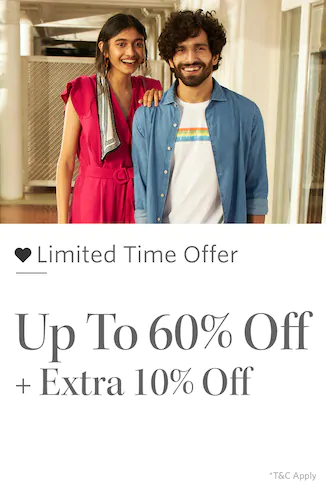 Limited Time Offer
Up To 60% Off
+ Extra 10% Off
*T&C Apply